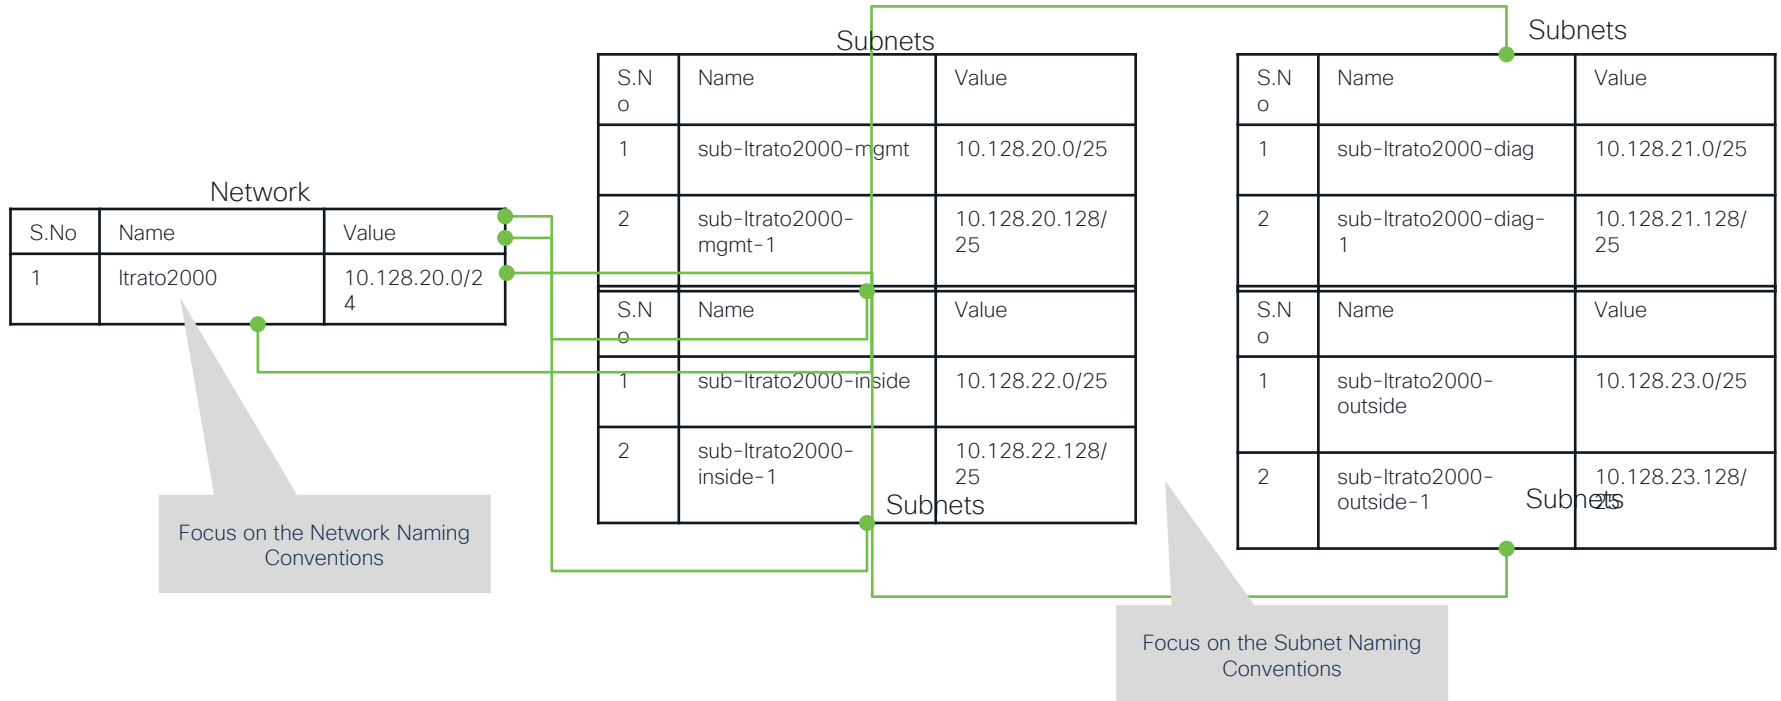 Network
S.No Name Value
1 ltrato2000 10.128.20.0/2
4
Focus on the Network Naming
Conventions
Subnets
S.N Name Value
o
1 sub-ltrato2000-mgmt 10.128.20.0/25
2 sub-ltrato2000- 10.128.20.128/
mgmt-1 25
S.N Name Value
o
1 sub-ltrato2000-inside 10.128.22.0/25
2 sub-ltrato2000- 10.128.22.128/
inside-1 25
Subnets
Subnets
S.N Name Value
o
1 sub-ltrato2000-diag 10.128.21.0/25
2 sub-ltrato2000-diag- 10.128.21.128/
1 25
S.N Name Value
o
1 sub-ltrato2000- 10.128.23.0/25
outside
2 sub-ltrato2000- 10.128.23.128/
outside-1 25
Subnets
Focus on the Subnet Naming
Conventions